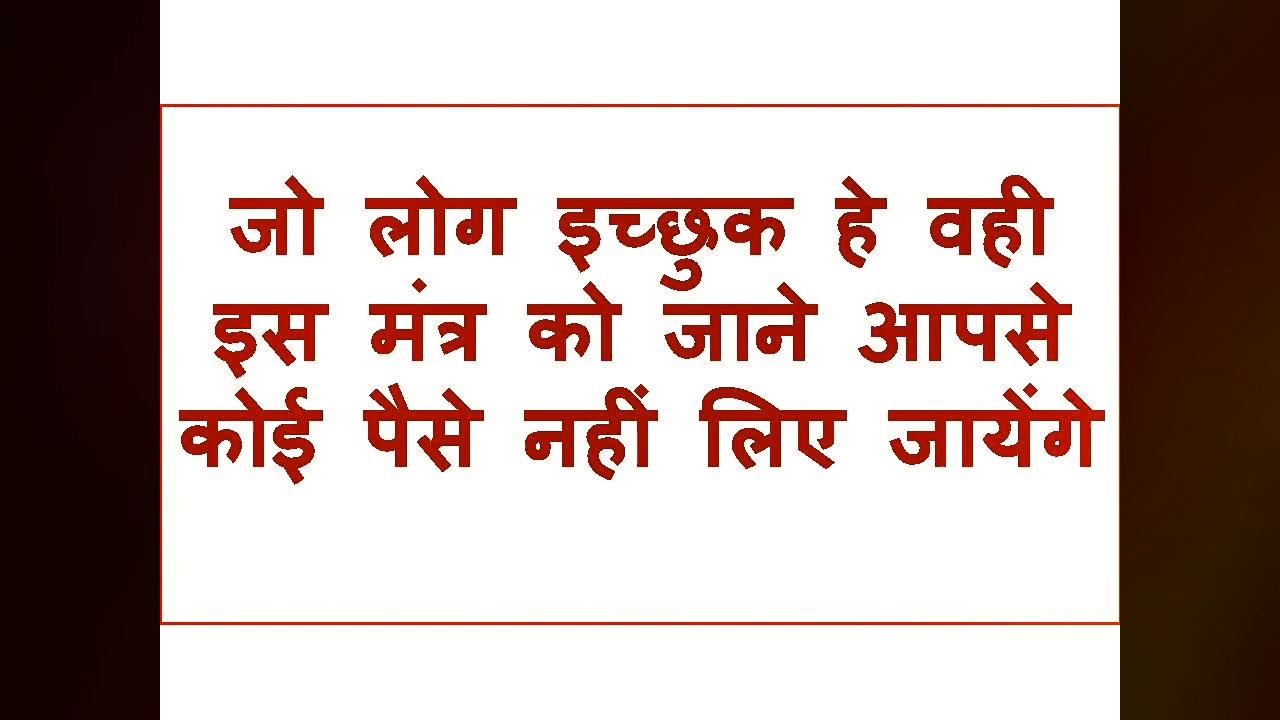 जो लोग इच्छुक हे वही
इस मंत्र को जाने आपसे
कोई पैसे नहीं लिए जायेंगे